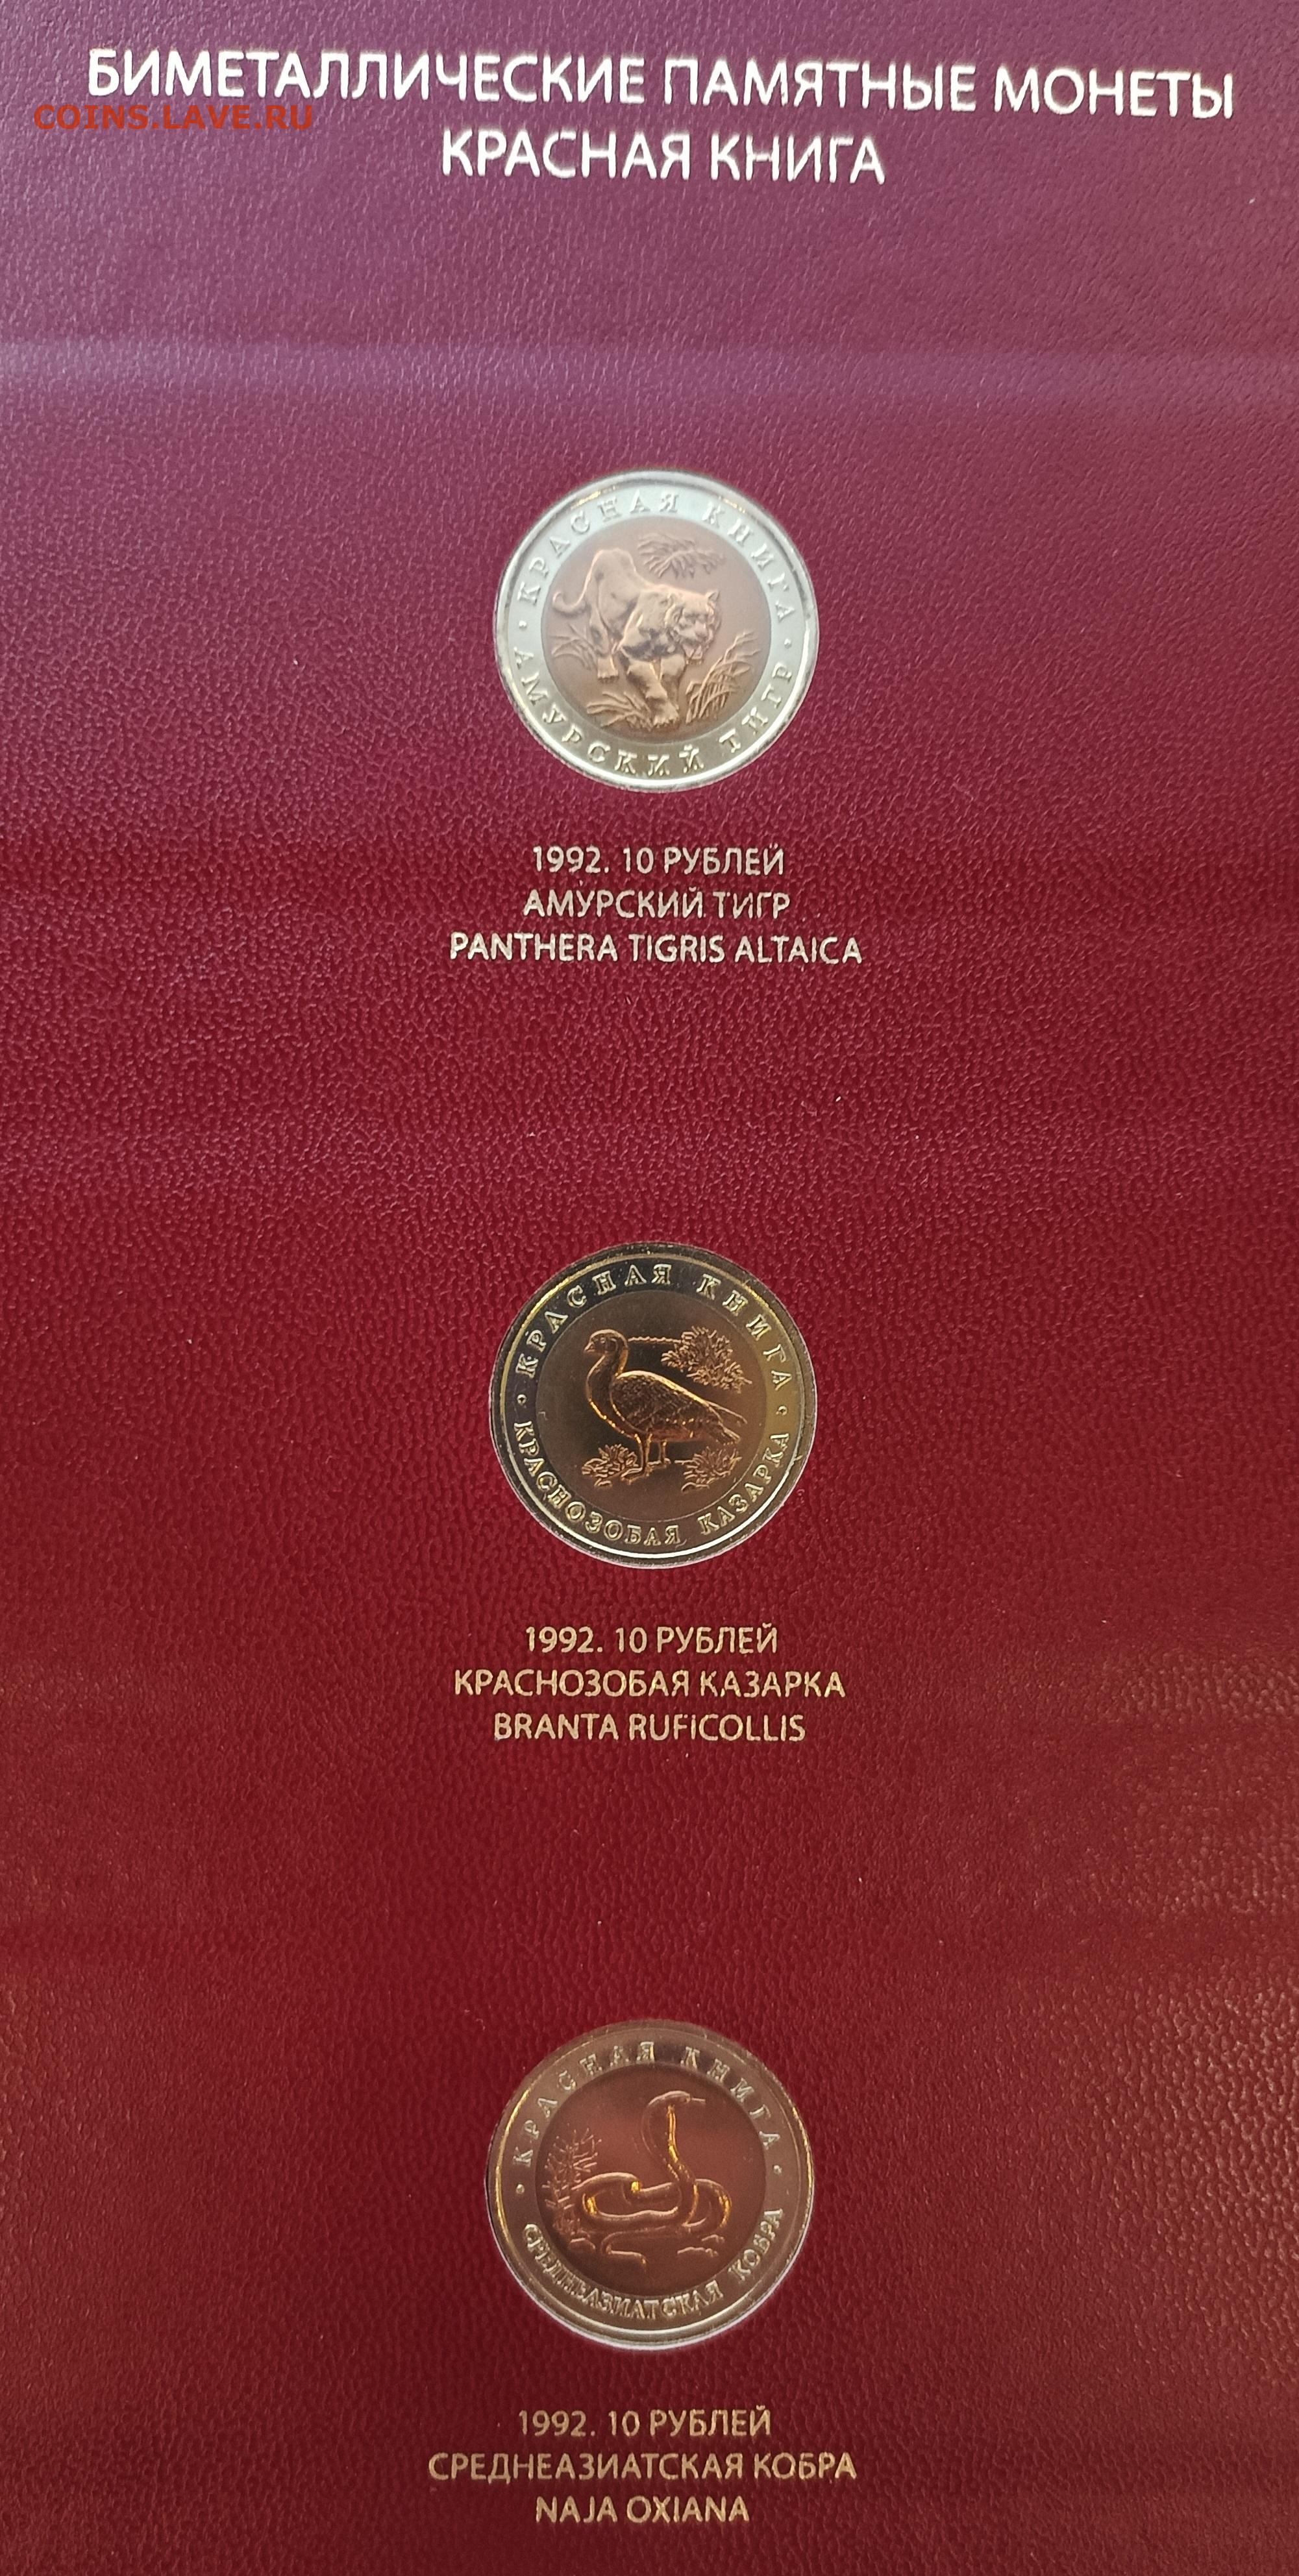 БИМЕТАЛЛИЧЕСКИЕ ПАМЯТНЫЕ МОНЕТЫ
COINS.LAVE.RU
КРАСНАЯ КНИГА
• КРАСНАЯ КНИГА •
АМУРСКИЙ ТИГР
1992. 10 РУБЛЕЙ
АМУРСКИЙ ТИГР
PANTHERA TIGRIS ALTAICA
• КРАСНАЯ КНИГА •
КРАСНОЗОБАЯ КАЗАРКА
1992. 10 РУБЛЕЙ
КРАСНОЗОБАЯ КАЗАРКА
BRANTA RUFICOLLIS
• КРАСНАЯ КНИГА •
СРЕДНЕАЗИАТСКАЯ КОБРА
1992. 10 РУБЛЕЙ
СРЕДНЕАЗИАТСКАЯ КОБРА
NAJA OXIANA